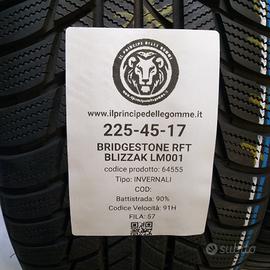 IL PRINCIPE DELLE GOMME
www.ilprincipedellegomme.it
225-45-17
BRIDGESTONE RFT
BLIZZAK LM001
codice prodotto: 64555
Tipo: INVERNALI
COD:
Battistrada: 90%
Codice Velocità: 91H
FILA: 57
subito